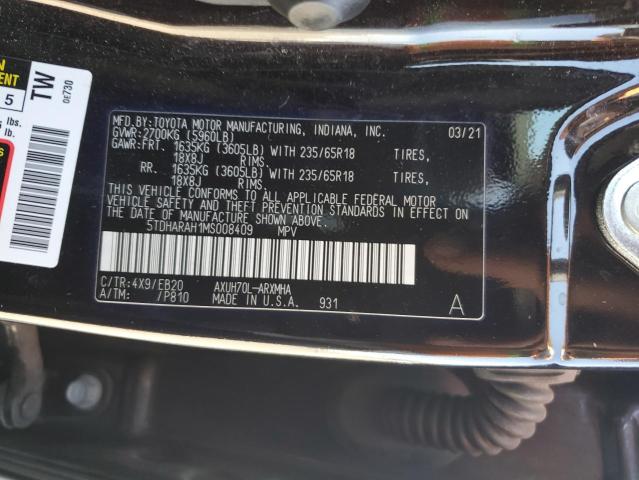 N
ENT
5
TW
0E730
lbs.
lb.
MFD.BY:TOYOTA MOTOR MANUFACTURING, INDIANA, INC. 03/21
GVWR:2700KG (5960LB)
GAWR:FRT. 1635KG (3605LB) WITH 235/65R18 TIRES,
18X8J RIMS,
RR. 1635KG (3605LB) WITH 235/65R18 TIRES,
18X8J RIMS,
THIS VEHICLE CONFORMS TO ALL APPLICABLE FEDERAL MOTOR
VEHICLE SAFETY AND THEFT PREVENTION STANDARDS IN EFFECT ON
THE DATE OF MANUFACTURE SHOWN ABOVE.
5TDHARAH1MS008409 MPV
C/TR:4X9/EB20 AXUH70L-ARXMHA
A/TM: /P810 MADE IN U.S.A. 931 A